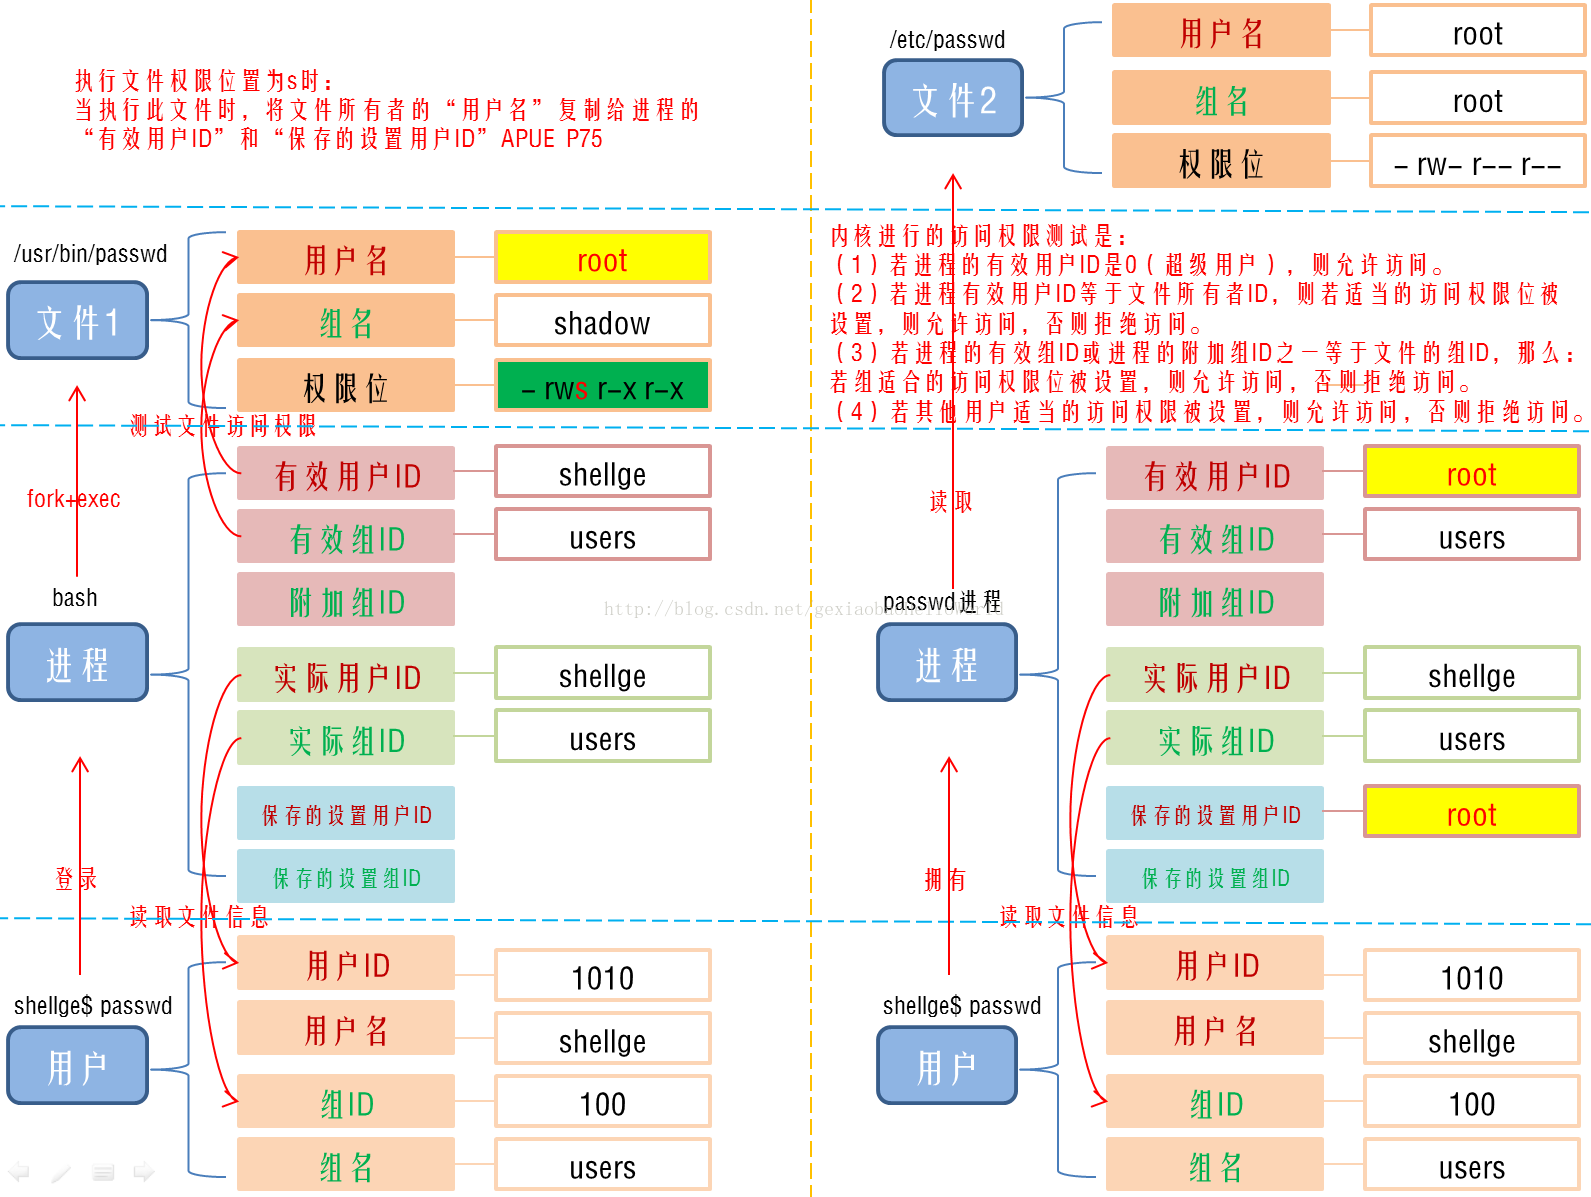 执行文件权限位置为s时：
当执行此文件时，将文件所有者的“用户名”复制给进程的
“有效用户ID”和“保存的设置用户ID”APUE P75
/usr/bin/passwd
文件1
用户名
root
组名
shadow
权限位
- rws r-x r-x
测试文件访问权限
fork+exec
bash
进程
有效用户ID
shellge
有效组ID
users
附加组ID
实际用户ID
shellge
实际组ID
users
保存的设置用户ID
保存的设置组ID
登录
读取文件信息
shellge$ passwd
用户
用户ID
1010
用户名
shellge
组ID
100
组名
users
/etc/passwd
文件2
用户名
root
组名
root
权限位
- rw- r-- r--
内核进行的访问权限测试是：
（1）若进程的有效用户ID是0（超级用户），则允许访问。
（2）若进程有效用户ID等于文件所有者ID，则若适当的访问权限位被
设置，则允许访问，否则拒绝访问。
（3）若进程的有效组ID或进程的附加组ID之一等于文件的组ID，那么：
若组适合的访问权限位被设置，则允许访问，否则拒绝访问。
（4）若其他用户适当的访问权限被设置，则允许访问，否则拒绝访问。
读取
passwd进程
进程
有效用户ID
root
有效组ID
users
附加组ID
实际用户ID
shellge
实际组ID
users
保存的设置用户ID
root
保存的设置组ID
拥有
读取文件信息
shellge$ passwd
用户
用户ID
1010
用户名
shellge
组ID
100
组名
users